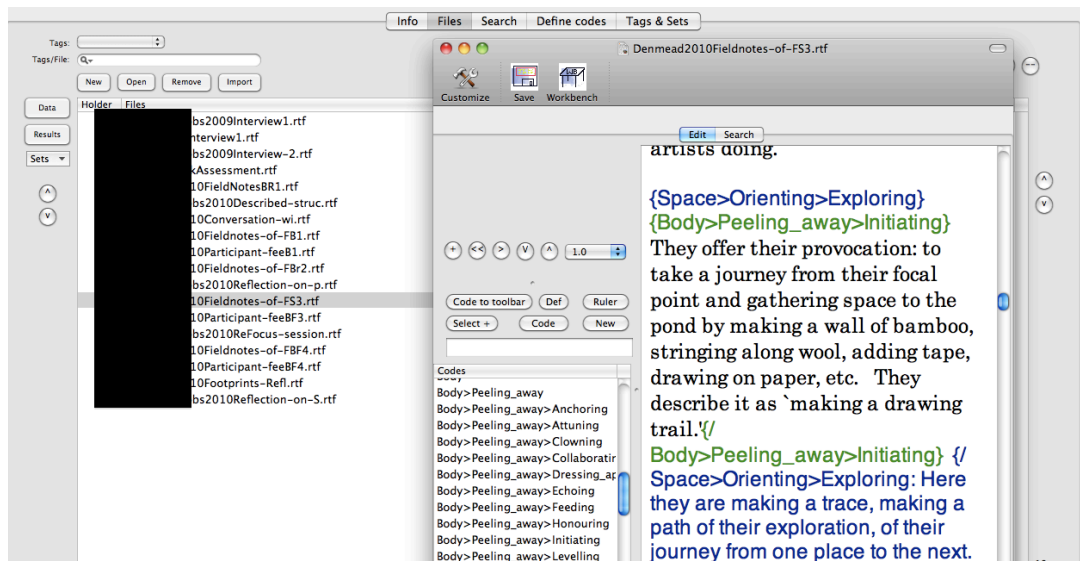 Info Files Search Define codes Tags & Sets
Tags:
Tags/File:
New Open Remove Import
Data
Results
Sets
Holder Files
bs2009Interview1.rtf
nterview1.rtf
bs2009Interview-2.rtf
kAssessment.rtf
10FieldNotesBR1.rtf
bs2010Described-struc.rtf
10Conversation-wi.rtf
10Fieldnotes-of-FB1.rtf
10Participant-feeB1.rtf
10Fieldnotes-of-FBr2.rtf
bs2010Reflection-on-p.rtf
10Fieldnotes-of-FS3.rtf
10Participant-feeBF3.rtf
bs2010ReFocus-session.rtf
10Fieldnotes-of-FBF4.rtf
10Participant-feeBF4.rtf
10Footprints-Refl.rtf
bs2010Reflection-on-S.rtf
Denmead2010Fieldnotes-of-FS3.rtf
Customize Save Workbench
Edit Search
1.0
Code to toolbar Def Ruler
Select + Code New
Codes
Body
Body>Peeling_away
Body>Peeling_away>Anchoring
Body>Peeling_away>Attuning
Body>Peeling_away>Clowning
Body>Peeling_away>Collaboratin
Body>Peeling_away>Dressing_ap
Body>Peeling_away>Echoing
Body>Peeling_away>Feeding
Body>Peeling_away>Honouring
Body>Peeling_away>Initiating
Body>Peeling_away>Levelling
artists doing.
{Space>Orienting>Exploring}
{Body>Peeling_away>Initiating}
They offer their provocation: to
take a journey from their focal
point and gathering space to the
pond by making a wall of bamboo,
stringing along wool, adding tape,
drawing on paper, etc. They
describe it as `making a drawing
trail.'{/
Body>Peeling_away>Initiating} {/
Space>Orienting>Exploring: Here
they are making a trace, making a
path of their exploration, of their
journey from one place to the next.